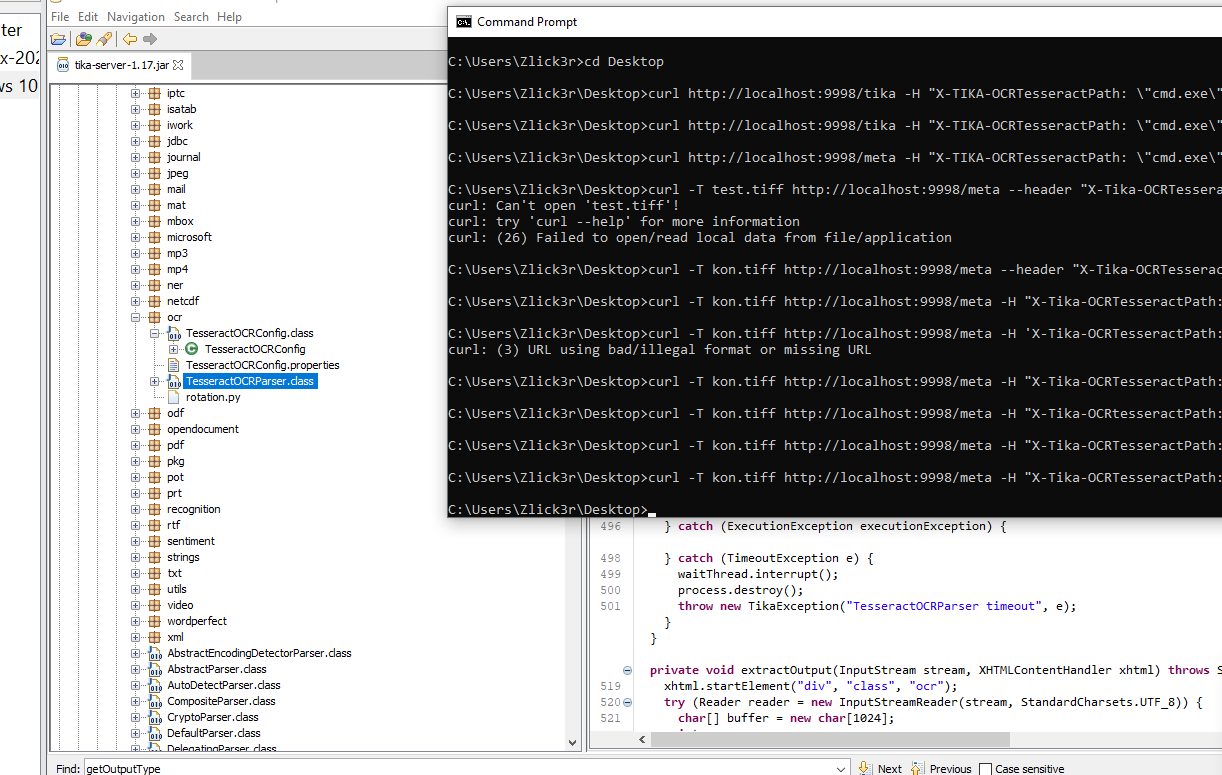 ter
x-202
ws 10
File Edit Navigation Search Help
tika-server-1.17.jar
iptc
isatab
iwork
jdbc
journal
jpeg
mail
mat
mbox
microsoft
mp3
mp4
ner
netcdf
ocr
TesseractOCRConfig.class
TesseractOCRConfig
TesseractOCRConfig.properties
TesseractOCRParser.class
rotation.py
odf
opendocument
pdf
pkg
pot
prt
recognition
rtf
sentiment
strings
txt
utils
video
wordperfect
xml
AbstractEncodingDetectorParser.class
AbstractParser.class
AutoDetectParser.class
CompositeParser.class
CryptoParser.class
DefaultParser.class
DelegatingParser.class
Command Prompt
C:\Users\Zlick3r>cd Desktop
C:\Users\Zlick3r\Desktop>curl http://localhost:9998/tika -H "X-TIKA-OCRTesseractPath: \"cmd.exe\"
C:\Users\Zlick3r\Desktop>curl http://localhost:9998/tika -H "X-TIKA-OCRTesseractPath: \"cmd.exe\"
C:\Users\Zlick3r\Desktop>curl http://localhost:9998/meta -H "X-TIKA-OCRTesseractPath: \"cmd.exe\"
C:\Users\Zlick3r\Desktop>curl -T test.tiff http://localhost:9998/meta --header "X-Tika-OCRTessera
curl: Can't open 'test.tiff'!
curl: try 'curl --help' for more information
curl: (26) Failed to open/read local data from file/application
C:\Users\Zlick3r\Desktop>curl -T kon.tiff http://localhost:9998/meta --header "X-Tika-OCRTesserac
C:\Users\Zlick3r\Desktop>curl -T kon.tiff http://localhost:9998/meta -H "X-Tika-OCRTesseractPath:
C:\Users\Zlick3r\Desktop>curl -T kon.tiff http://localhost:9998/meta -H 'X-Tika-OCRTesseractPath:
curl: (3) URL using bad/illegal format or missing URL
C:\Users\Zlick3r\Desktop>curl -T kon.tiff http://localhost:9998/meta -H "X-Tika-OCRTesseractPath:
C:\Users\Zlick3r\Desktop>curl -T kon.tiff http://localhost:9998/meta -H "X-Tika-OCRTesseractPath:
C:\Users\Zlick3r\Desktop>curl -T kon.tiff http://localhost:9998/meta -H "X-Tika-OCRTesseractPath:
C:\Users\Zlick3r\Desktop>curl -T kon.tiff http://localhost:9998/meta -H "X-Tika-OCRTesseractPath:
C:\Users\Zlick3r\Desktop>
496 } catch (ExecutionException executionException) {
498 } catch (TimeoutException e) {
499 waitThread.interrupt();
500 process.destroy();
501 throw new TikaException("TesseractOCRParser timeout", e);
}
}
private void extractOutput(InputStream stream, XHTMLContentHandler xhtml) throws S
519 xhtml.startElement("div", "class", "ocr");
520 try (Reader reader = new InputStreamReader(stream, StandardCharsets.UTF_8)) {
521 char[] buffer = new char[1024];
Find: getOutputType Next Previous Case sensitive